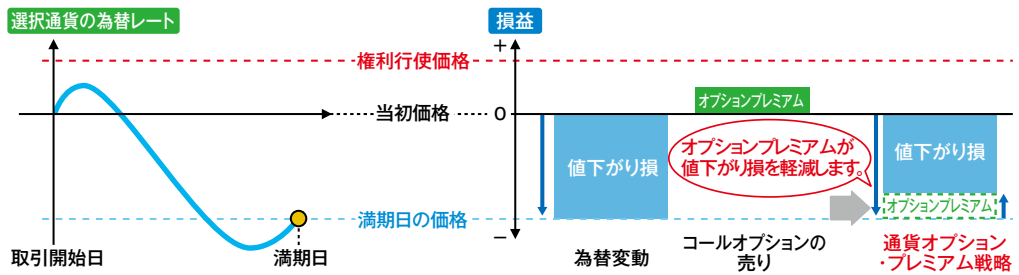 選択通貨の為替レート
損益
+
権利行使価格
オプションプレミアム
当初価格
0
オプションプレミアムが
値下がり損を軽減します。
値下がり損
値下がり損
オプションプレミアム
満期日の価格
−
取引開始日
満期日
為替変動
コールオプションの
売り
通貨オプション
・プレミアム戦略